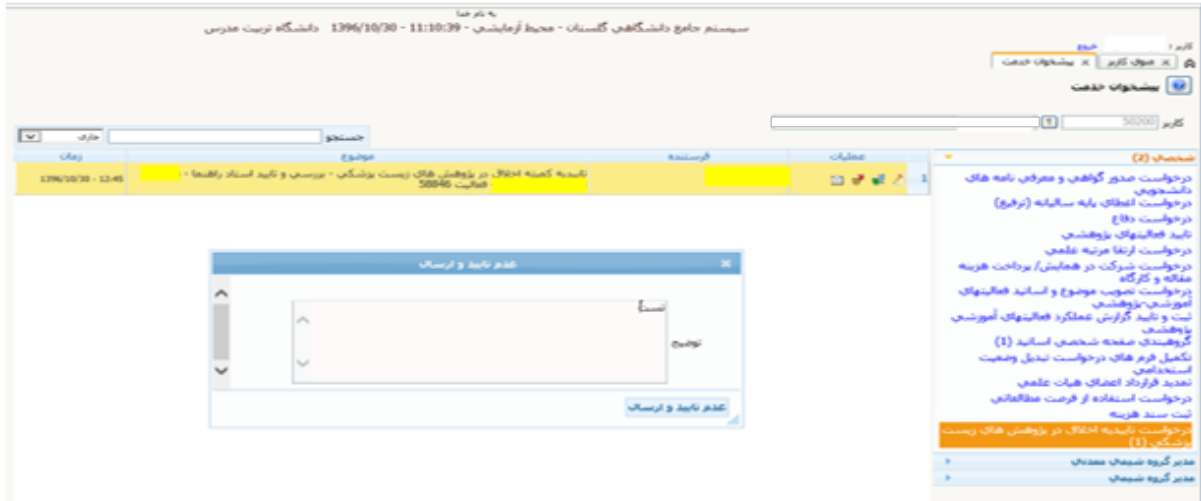 به نام خدا
سیستم جامع دانشگاهی گلستان - محیط آزمایشی - 11:10:39 - 1396/10/30 دانشگاه تربیت مدرس
کاربر : خروج
منوی کاربر x پیشخوان خدمت x
پیشخوان خدمت
کاربر 50200 ?
جستجو جاری
عملیات فرستنده موضوع زمان
1 تاییدیه کمیته اخلاق در پژوهش های زیست پزشکی - بررسی و تایید استاد راهنما - 12:45 - 1396/10/30
- فعالیت 58846
شخصی (2)
درخواست صدور گواهی و معرفی نامه های
دانشجویی
درخواست اعطای پایه سالیانه (ترفیع)
درخواست دفاع
تایید فعالیتهای پژوهشی
درخواست ارتقا مرتبه علمی
درخواست شرکت در همایش/ پرداخت هزینه
مقاله و کارگاه
درخواست تصویب موضوع و اساتید فعالیتهای
آموزشی-پژوهشی
ثبت و تایید گزارش عملکرد فعالیتهای آموزشی
پژوهشی
گروهبندی صفحه شخصی اساتید (1)
تکمیل فرم های درخواست تبدیل وضعیت
استخدامی
تمدید قرارداد اعضای هیات علمی
درخواست استفاده از فرصت مطالعاتی
ثبت سند هزینه
درخواست تاییدیه اخلاق در پژوهش های زیست
پزشکی (1)
مدیر گروه شیمی معدنی
مدیر گروه شیمی
عدم تایید و ارسال
توضیح تست
عدم تایید و ارسال